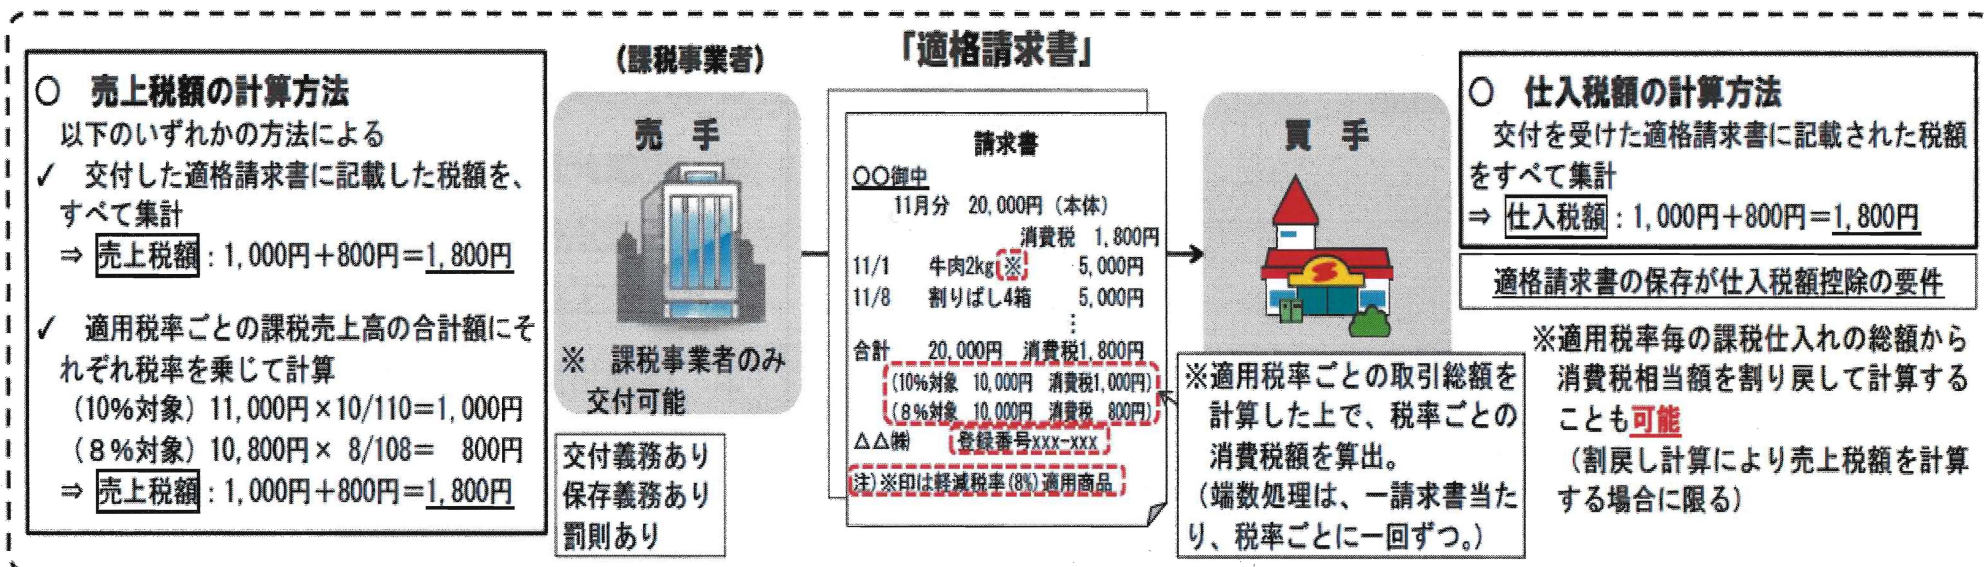 ○ 売上税額の計算方法
以下のいずれかの方法による
✓ 交付した適格請求書に記載した税額を、
すべて集計
⇒ 売上税額：1,000円＋800円＝1,800円
✓ 適用税率ごとの課税売上高の合計額にそ
れぞれ税率を乗じて計算
(10%対象) 11,000円×10/110＝1,000円
(８%対象) 10,800円× 8/108＝ 800円
⇒ 売上税額：1,000円＋800円＝1,800円
(課税事業者)
売 手
※ 課税事業者のみ
交付可能
交付義務あり
保存義務あり
罰則あり
「適格請求書」
請求書
〇〇御中
11月分 20,000円 (本体)
消費税 1,800円
11/1 牛肉2kg ※ 5,000円
11/8 割りばし4箱 5,000円
⋮
合計 20,000円 消費税1,800円
(10%対象 10,000円 消費税1,000円)
(８%対象 10,000円 消費税 800円)
△△㈱ 登録番号xxx-xxx
注)※印は軽減税率(8%)適用商品
買 手
※適用税率ごとの取引総額を
計算した上で、税率ごとの
消費税額を算出。
(端数処理は、一請求書当た
り、税率ごとに一回ずつ。)
○ 仕入税額の計算方法
交付を受けた適格請求書に記載された税額
をすべて集計
⇒ 仕入税額：1,000円＋800円＝1,800円
適格請求書の保存が仕入税額控除の要件
※適用税率毎の課税仕入れの総額から
消費税相当額を割り戻して計算する
ことも可能
(割戻し計算により売上税額を計算
する場合に限る)